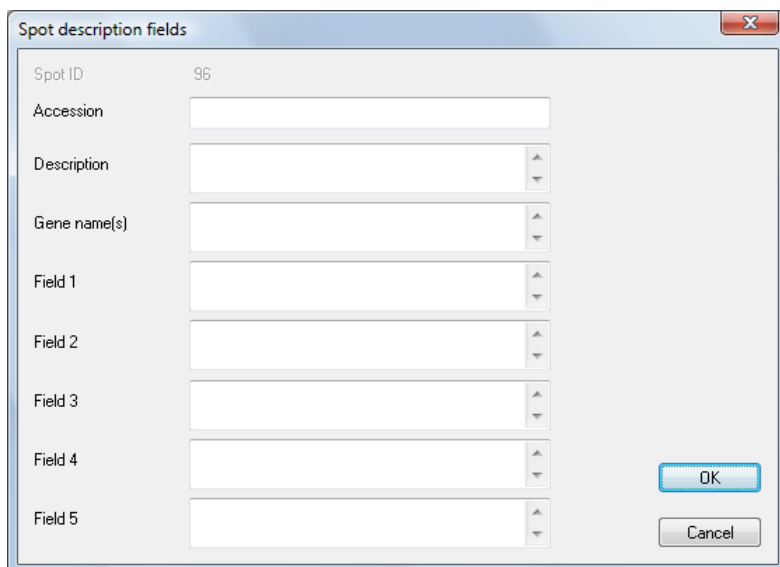 Spot description fields
Spot ID 96
Accession
Description
Gene name(s)
Field 1
Field 2
Field 3
Field 4
OK
Field 5
Cancel